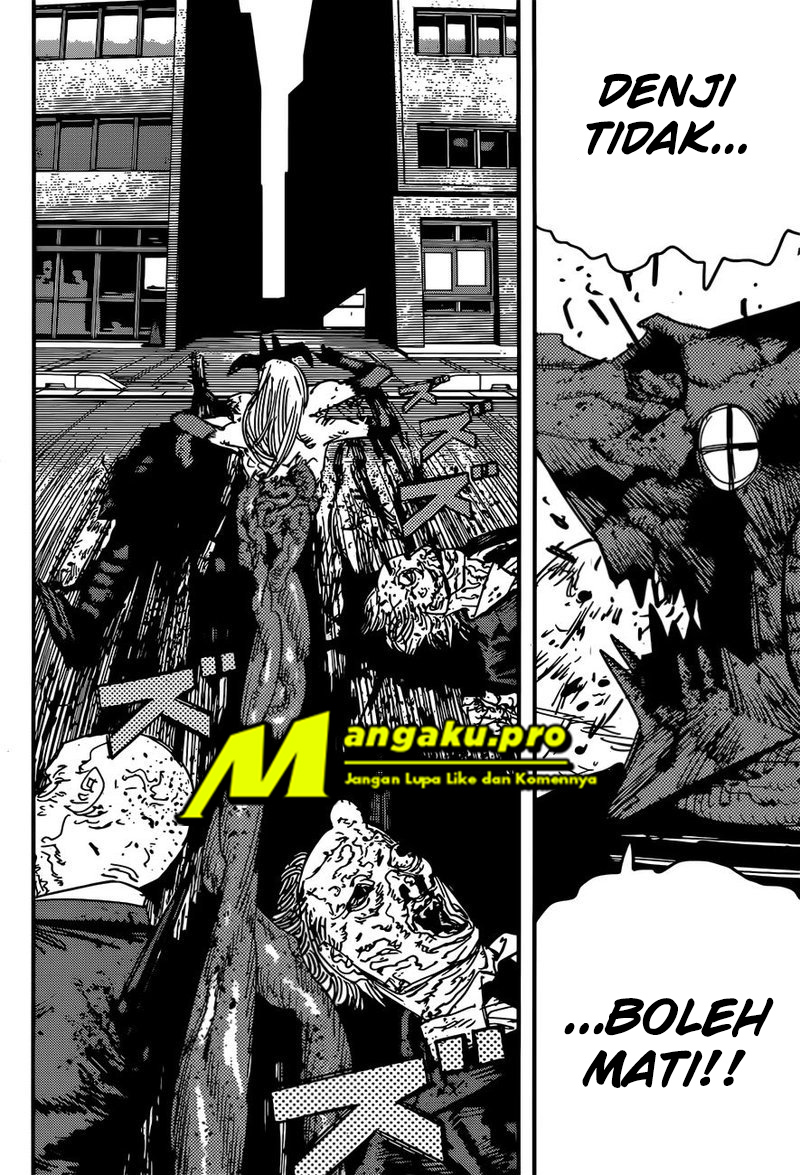 DENJI
TIDAK...
...BOLEH
MATI!!
Mangaku.pro
Jangan Lupa Like dan Komennya
K
K
K
K
K